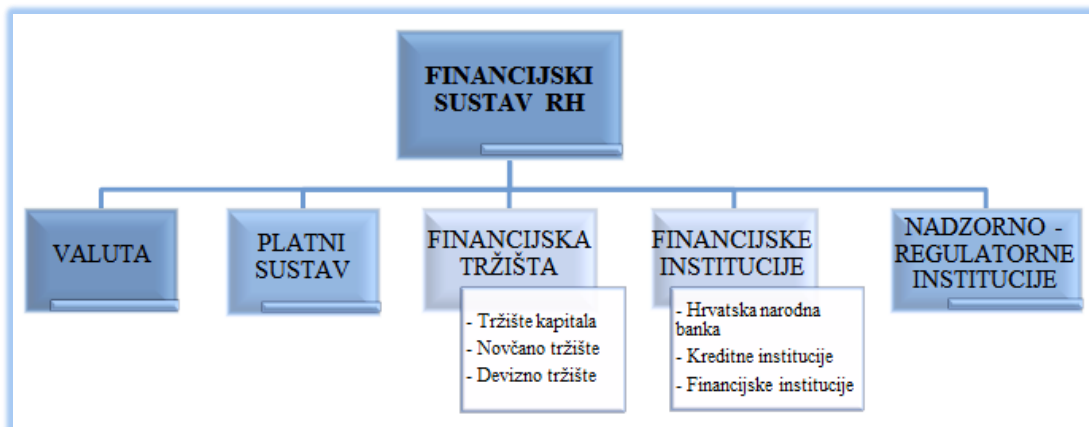 FINANCIJSKI
SUSTAV RH
VALUTA
PLATNI
SUSTAV
FINANCIJSKA
TRŽIŠTA
- Tržište kapitala
- Novčano tržište
- Devizno tržište
FINANCIJSKE
INSTITUCIJE
- Hrvatska narodna
banka
- Kreditne institucije
- Financijske institucije
NADZORNO -
REGULATORNE
INSTITUCIJE